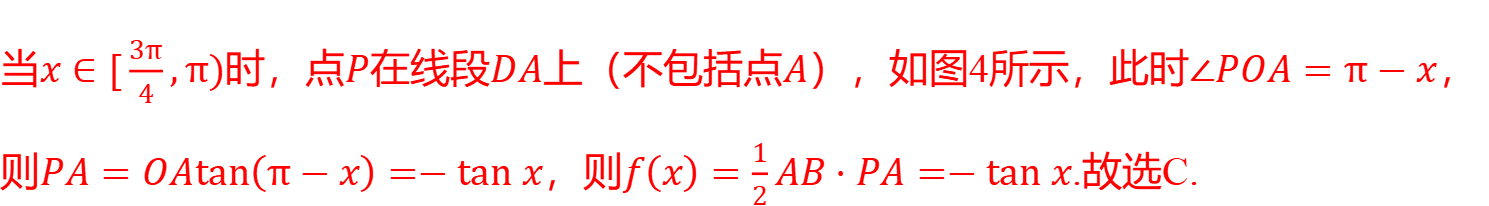 当x ∈ [3π/4, π)时，点P在线段DA上（不包括点A），如图4所示，此时∠POA = π − x，
则PA = OAtan(π − x) =− tan x，则f(x) = 1/2 AB · PA =− tan x.故选C.